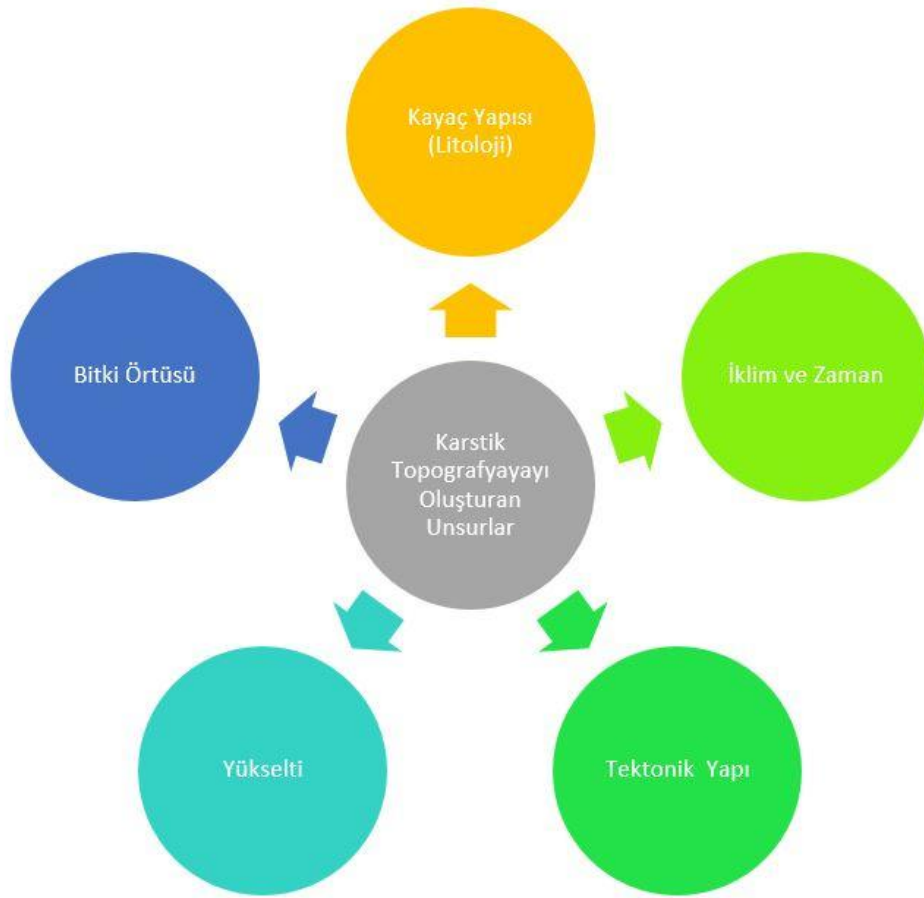 Kayaç Yapısı
(Litoloji)
Bitki Örtüsü
İklim ve Zaman
Karstik
Topografyayayı
Oluşturan
Unsurlar
Yükselti
Tektonik Yapı